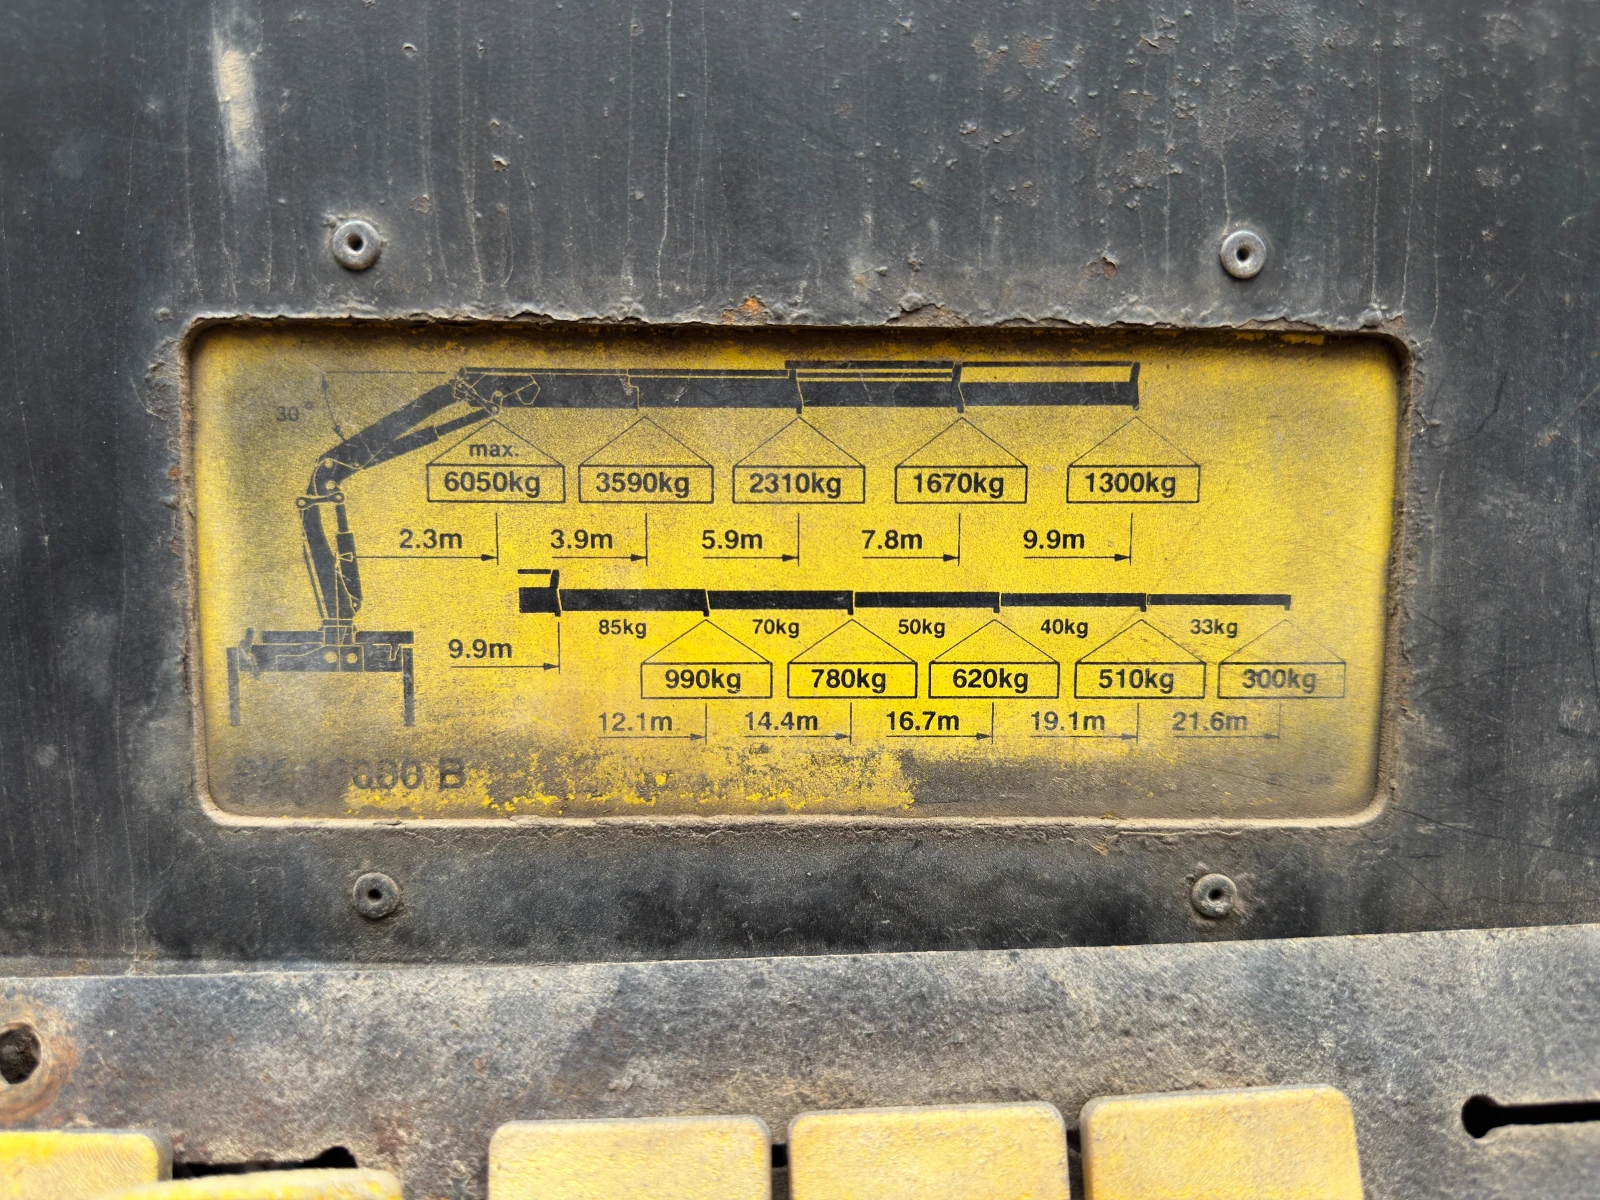 30°
max.
6050kg 3590kg 2310kg 1670kg 1300kg
2.3m 3.9m 5.9m 7.8m 9.9m
85kg 70kg 50kg 40kg 33kg
9.9m
990kg 780kg 620kg 510kg 300kg
12.1m 14.4m 16.7m 19.1m 21.6m
B